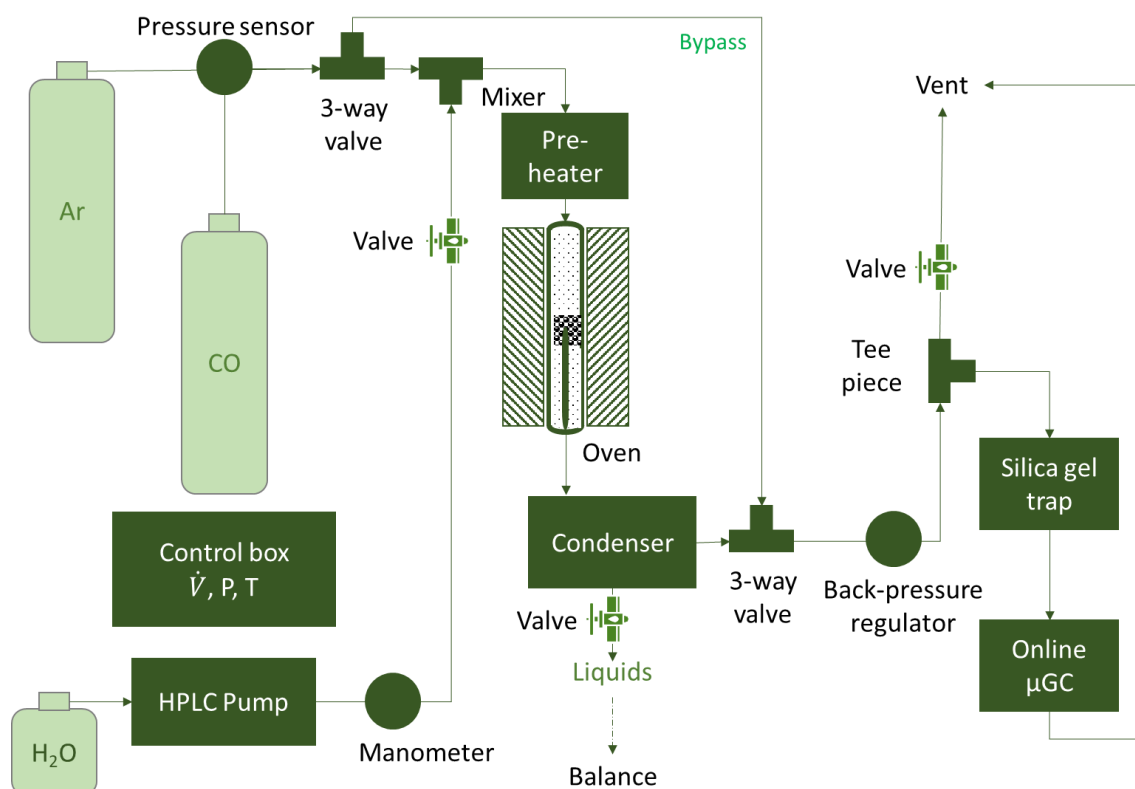 Pressure sensor
Bypass
Vent
3-way
valve
Mixer
Pre-
heater
Ar
Valve
Valve
CO
Tee
piece
Oven
Silica gel
trap
Control box
V̇, P, T
Condenser
3-way
valve
Back-pressure
regulator
Valve
Liquids
Online
µGC
HPLC Pump
H₂O
Manometer
Balance